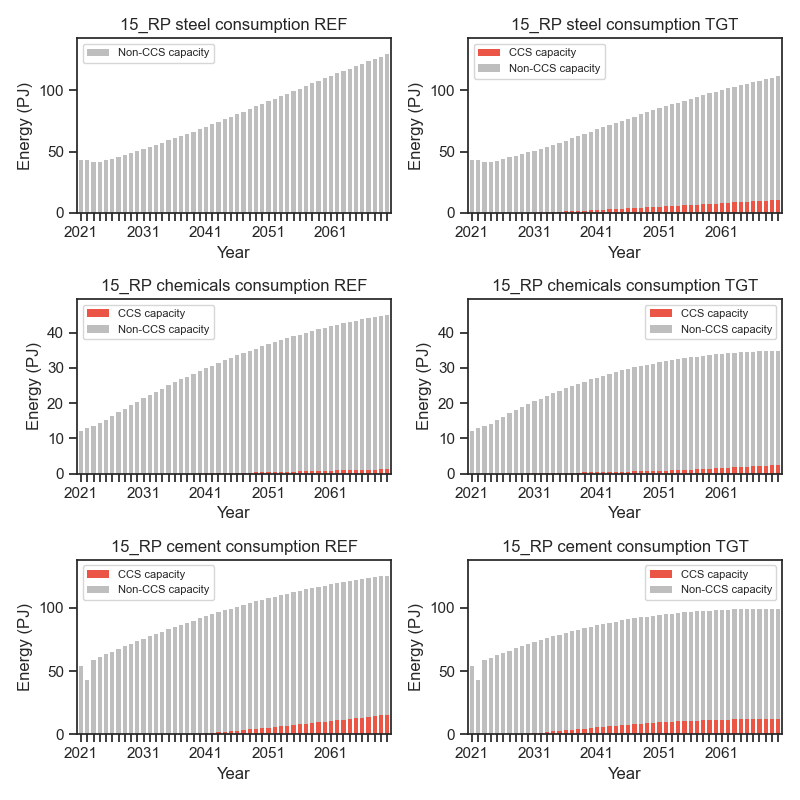 15_RP steel consumption REF
Non-CCS capacity
Energy (PJ)
100
50
0
2021 2031 2041 2051 2061
Year
15_RP steel consumption TGT
CCS capacity
Non-CCS capacity
Energy (PJ)
100
50
0
2021 2031 2041 2051 2061
Year
15_RP chemicals consumption REF
CCS capacity
Non-CCS capacity
Energy (PJ)
40
30
20
10
0
2021 2031 2041 2051 2061
Year
15_RP chemicals consumption TGT
CCS capacity
Non-CCS capacity
Energy (PJ)
40
30
20
10
0
2021 2031 2041 2051 2061
Year
15_RP cement consumption REF
CCS capacity
Non-CCS capacity
Energy (PJ)
100
50
0
2021 2031 2041 2051 2061
Year
15_RP cement consumption TGT
CCS capacity
Non-CCS capacity
Energy (PJ)
100
50
0
2021 2031 2041 2051 2061
Year